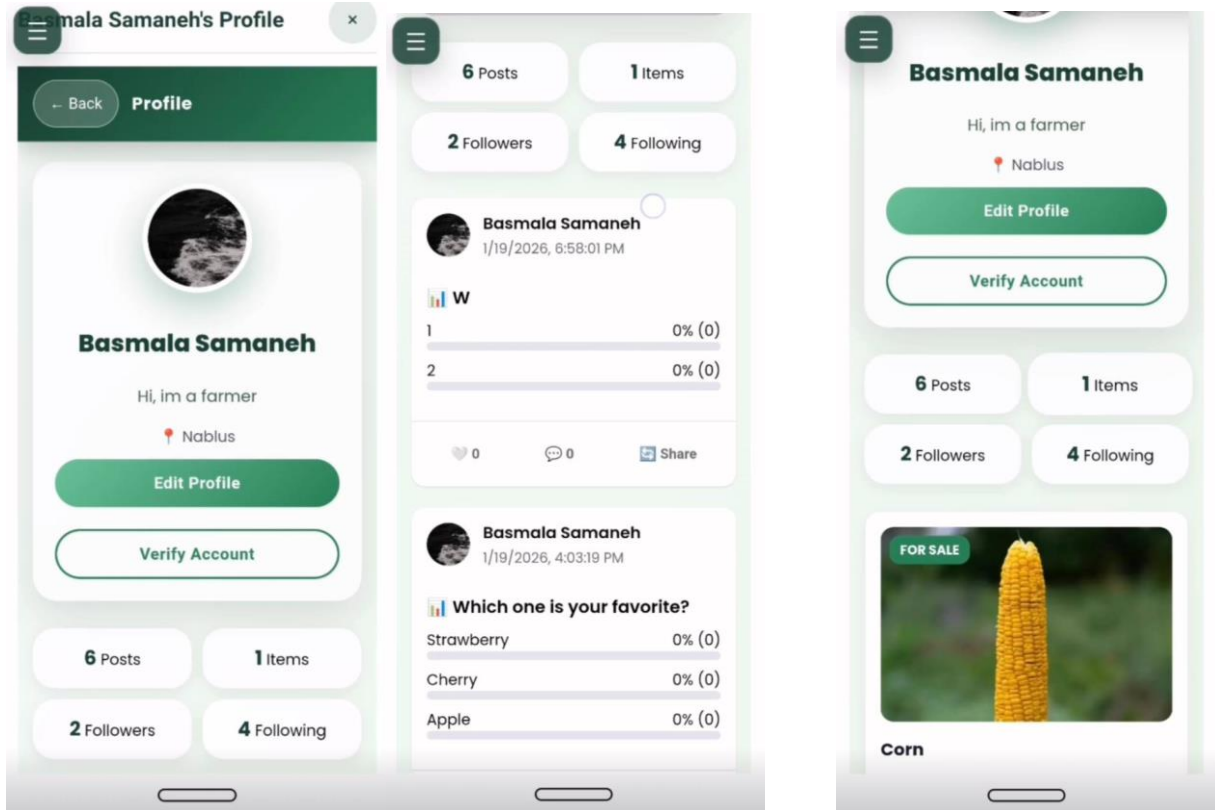 Basmala Samaneh's Profile ×
☰
← Back Profile
Basmala Samaneh
Hi, im a farmer
📍 Nablus
Edit Profile
Verify Account
6 Posts 1 Items
2 Followers 4 Following
☰
6 Posts 1 Items
2 Followers 4 Following
Basmala Samaneh
1/19/2026, 6:58:01 PM
📊 W
1 0% (0)
2 0% (0)
🤍 0 💬 0 🔄 Share
Basmala Samaneh
1/19/2026, 4:03:19 PM
📊 Which one is your favorite?
Strawberry 0% (0)
Cherry 0% (0)
Apple 0% (0)
☰
Basmala Samaneh
Hi, im a farmer
📍 Nablus
Edit Profile
Verify Account
6 Posts 1 Items
2 Followers 4 Following
FOR SALE
Corn